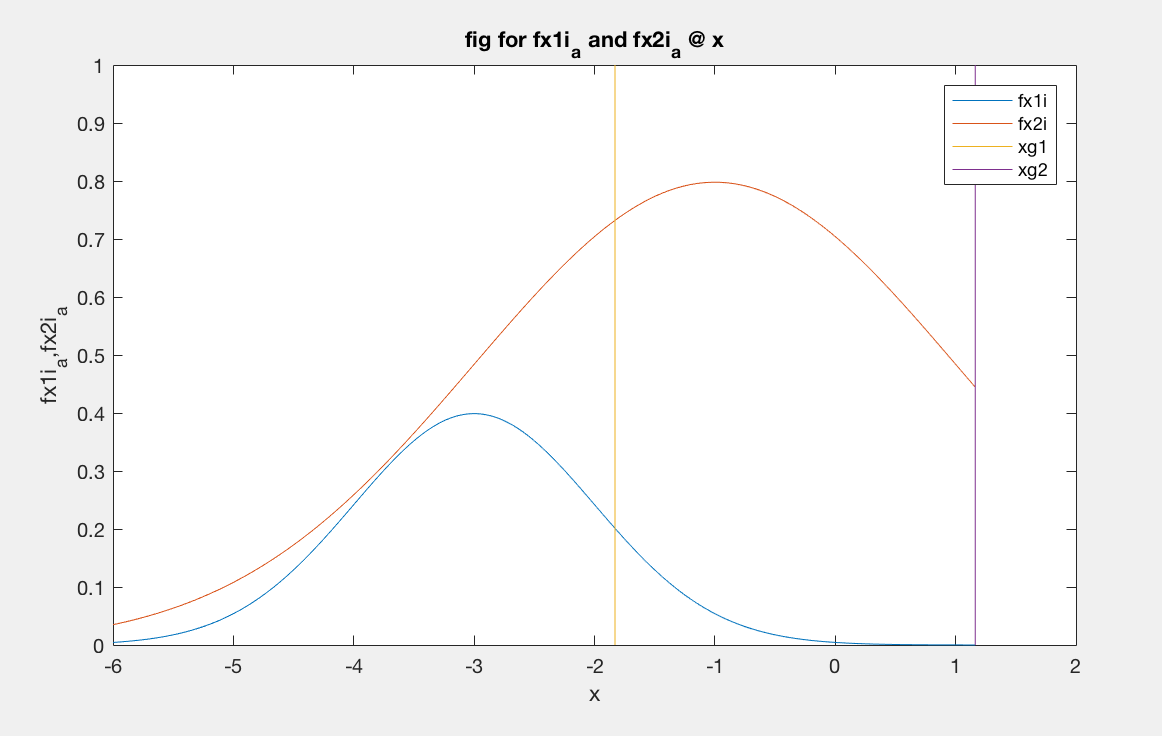 fig for fx1i_a and fx2i_a @ x
fx1i_a,fx2i_a
1
0.9
0.8
0.7
0.6
0.5
0.4
0.3
0.2
0.1
0
-6 -5 -4 -3 -2 -1 0 1 2
x
fx1i
fx2i
xg1
xg2